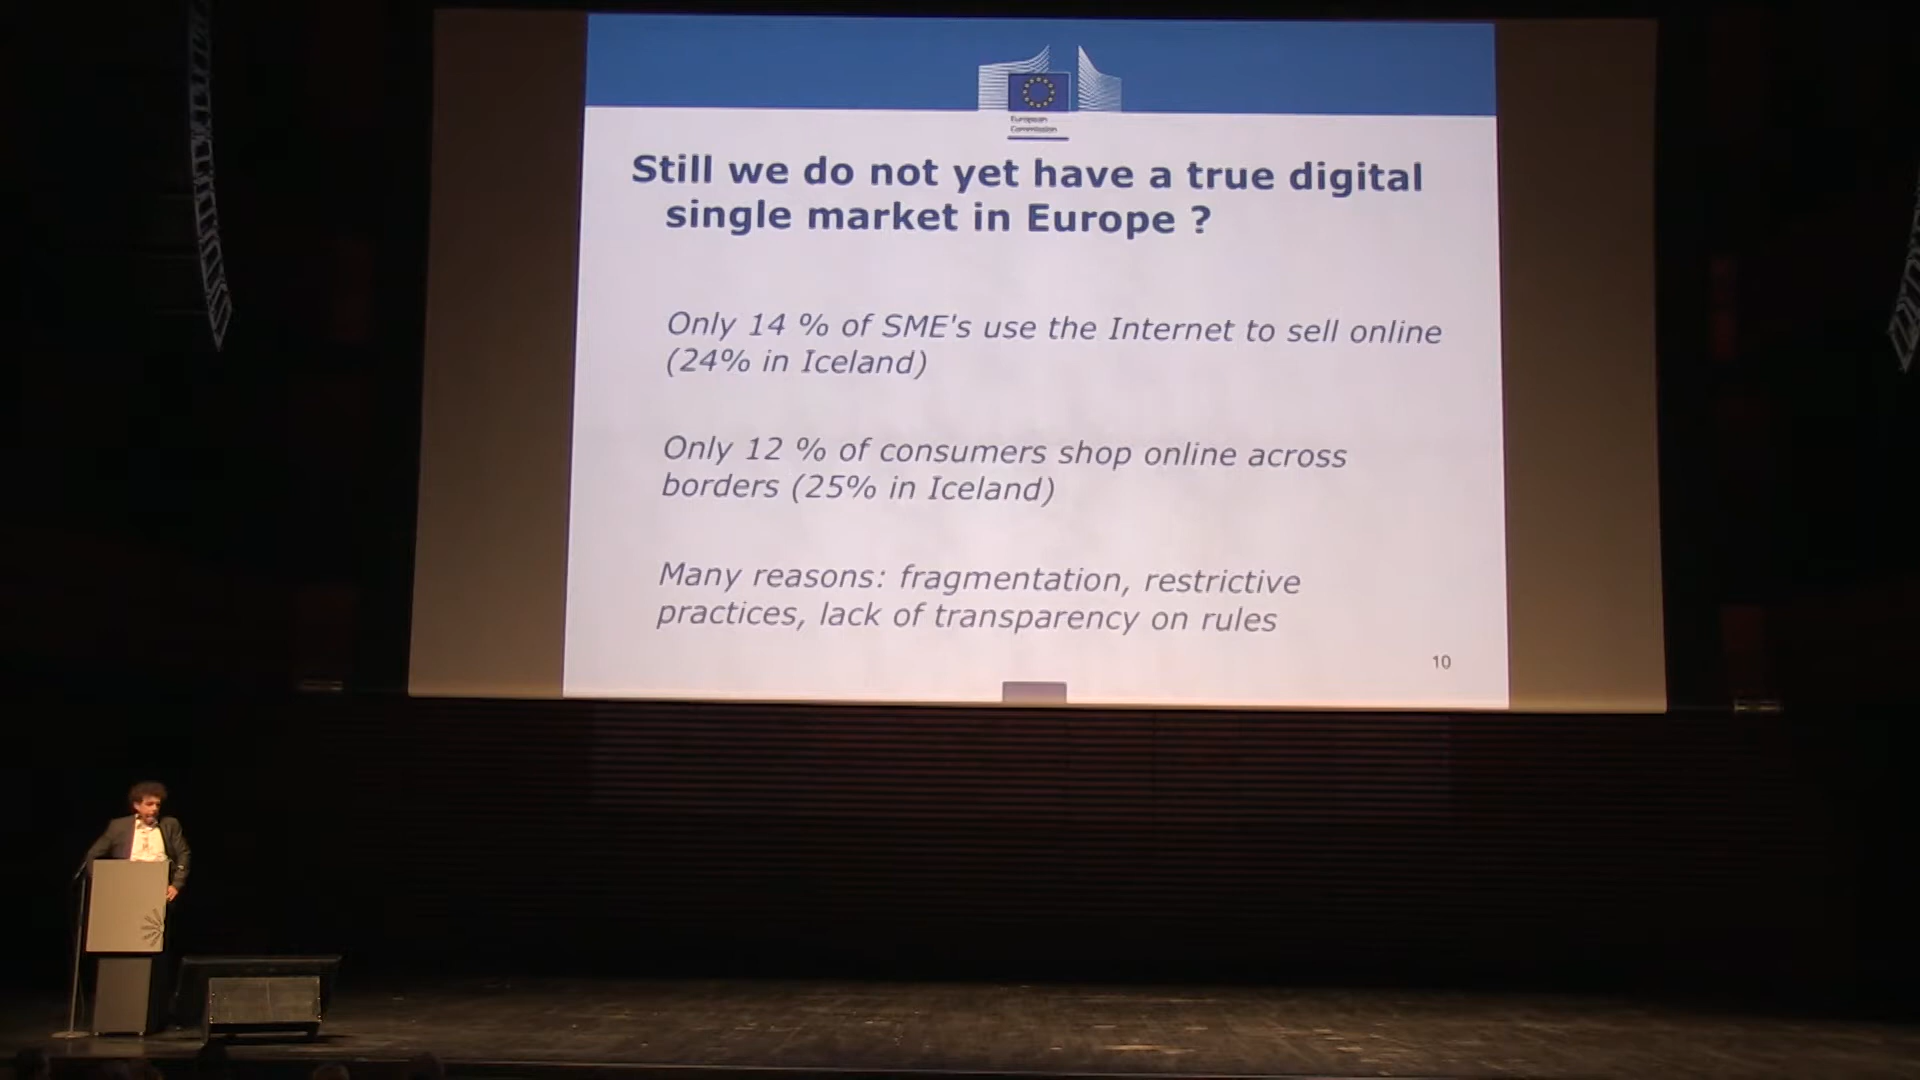 European
Commission
Still we do not yet have a true digital
single market in Europe ?
Only 14 % of SME's use the Internet to sell online
(24% in Iceland)
Only 12 % of consumers shop online across
borders (25% in Iceland)
Many reasons: fragmentation, restrictive
practices, lack of transparency on rules
10